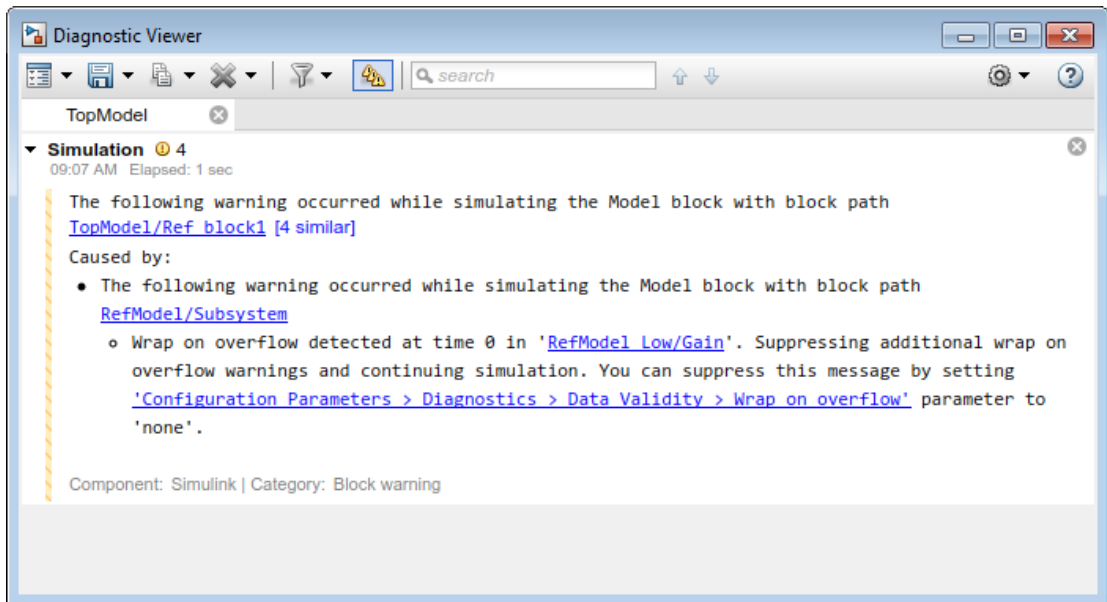 Diagnostic Viewer
search
TopModel
Simulation 4
09:07 AM Elapsed: 1 sec
The following warning occurred while simulating the Model block with block path
TopModel/Ref block1 [4 similar]
Caused by:
• The following warning occurred while simulating the Model block with block path
RefModel/Subsystem
o Wrap on overflow detected at time 0 in 'RefModel Low/Gain'. Suppressing additional wrap on
overflow warnings and continuing simulation. You can suppress this message by setting
'Configuration Parameters > Diagnostics > Data Validity > Wrap on overflow' parameter to
'none'.
Component: Simulink | Category: Block warning